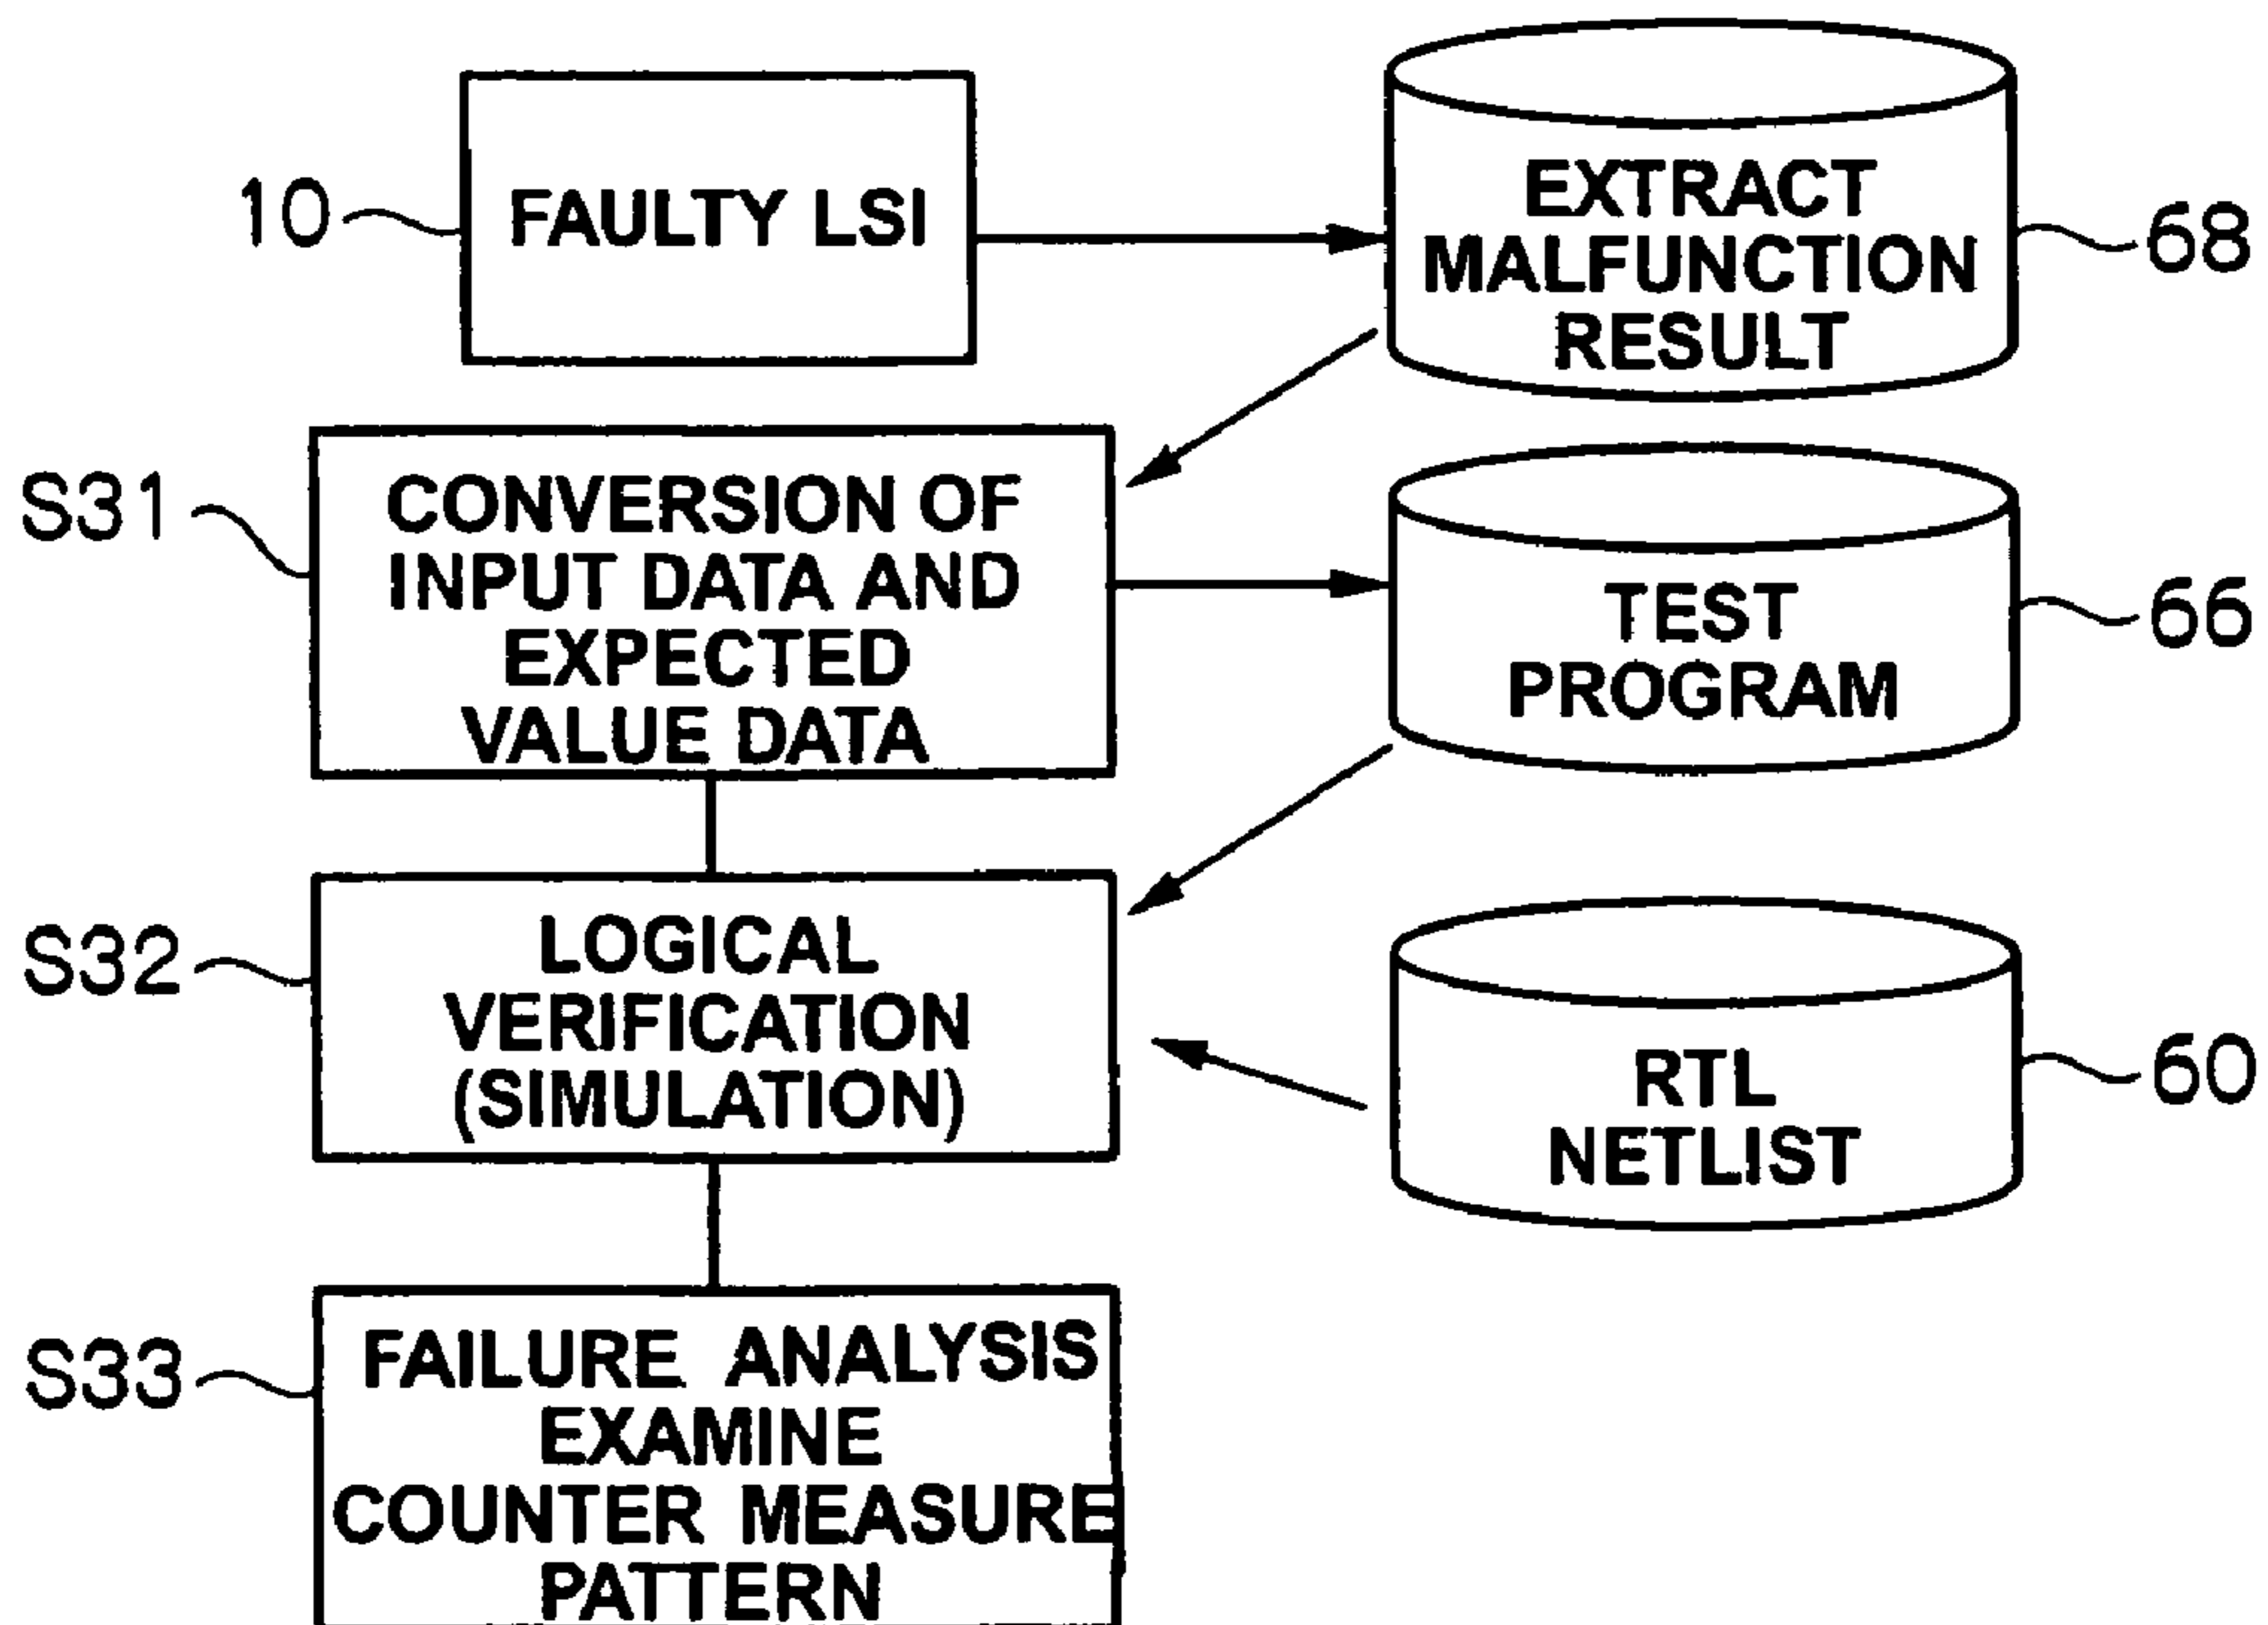 10
FAULTY LSI
EXTRACT
MALFUNCTION
RESULT
68
S31
CONVERSION OF
INPUT DATA AND
EXPECTED
VALUE DATA
TEST
PROGRAM
66
S32
LOGICAL
VERIFICATION
(SIMULATION)
RTL
NETLIST
60
S33
FAILURE ANALYSIS
EXAMINE
COUNTER MEASURE
PATTERN